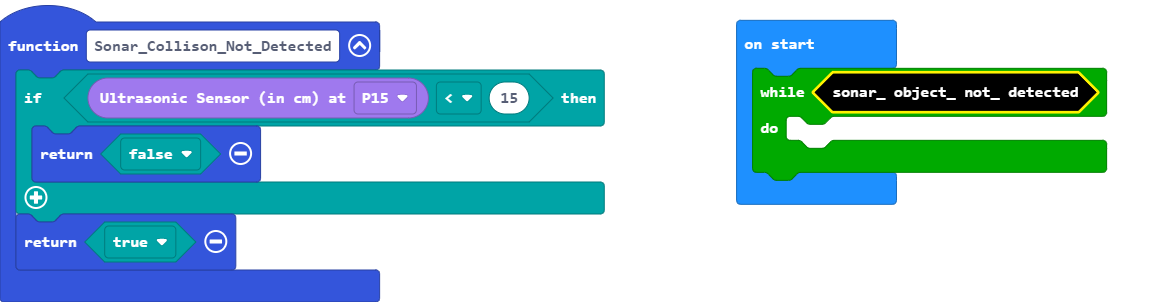 function Sonar_Collison_Not_Detected
if Ultrasonic Sensor (in cm) at P15 < 15 then
return false
return true
on start
while sonar_ object_ not_ detected
do